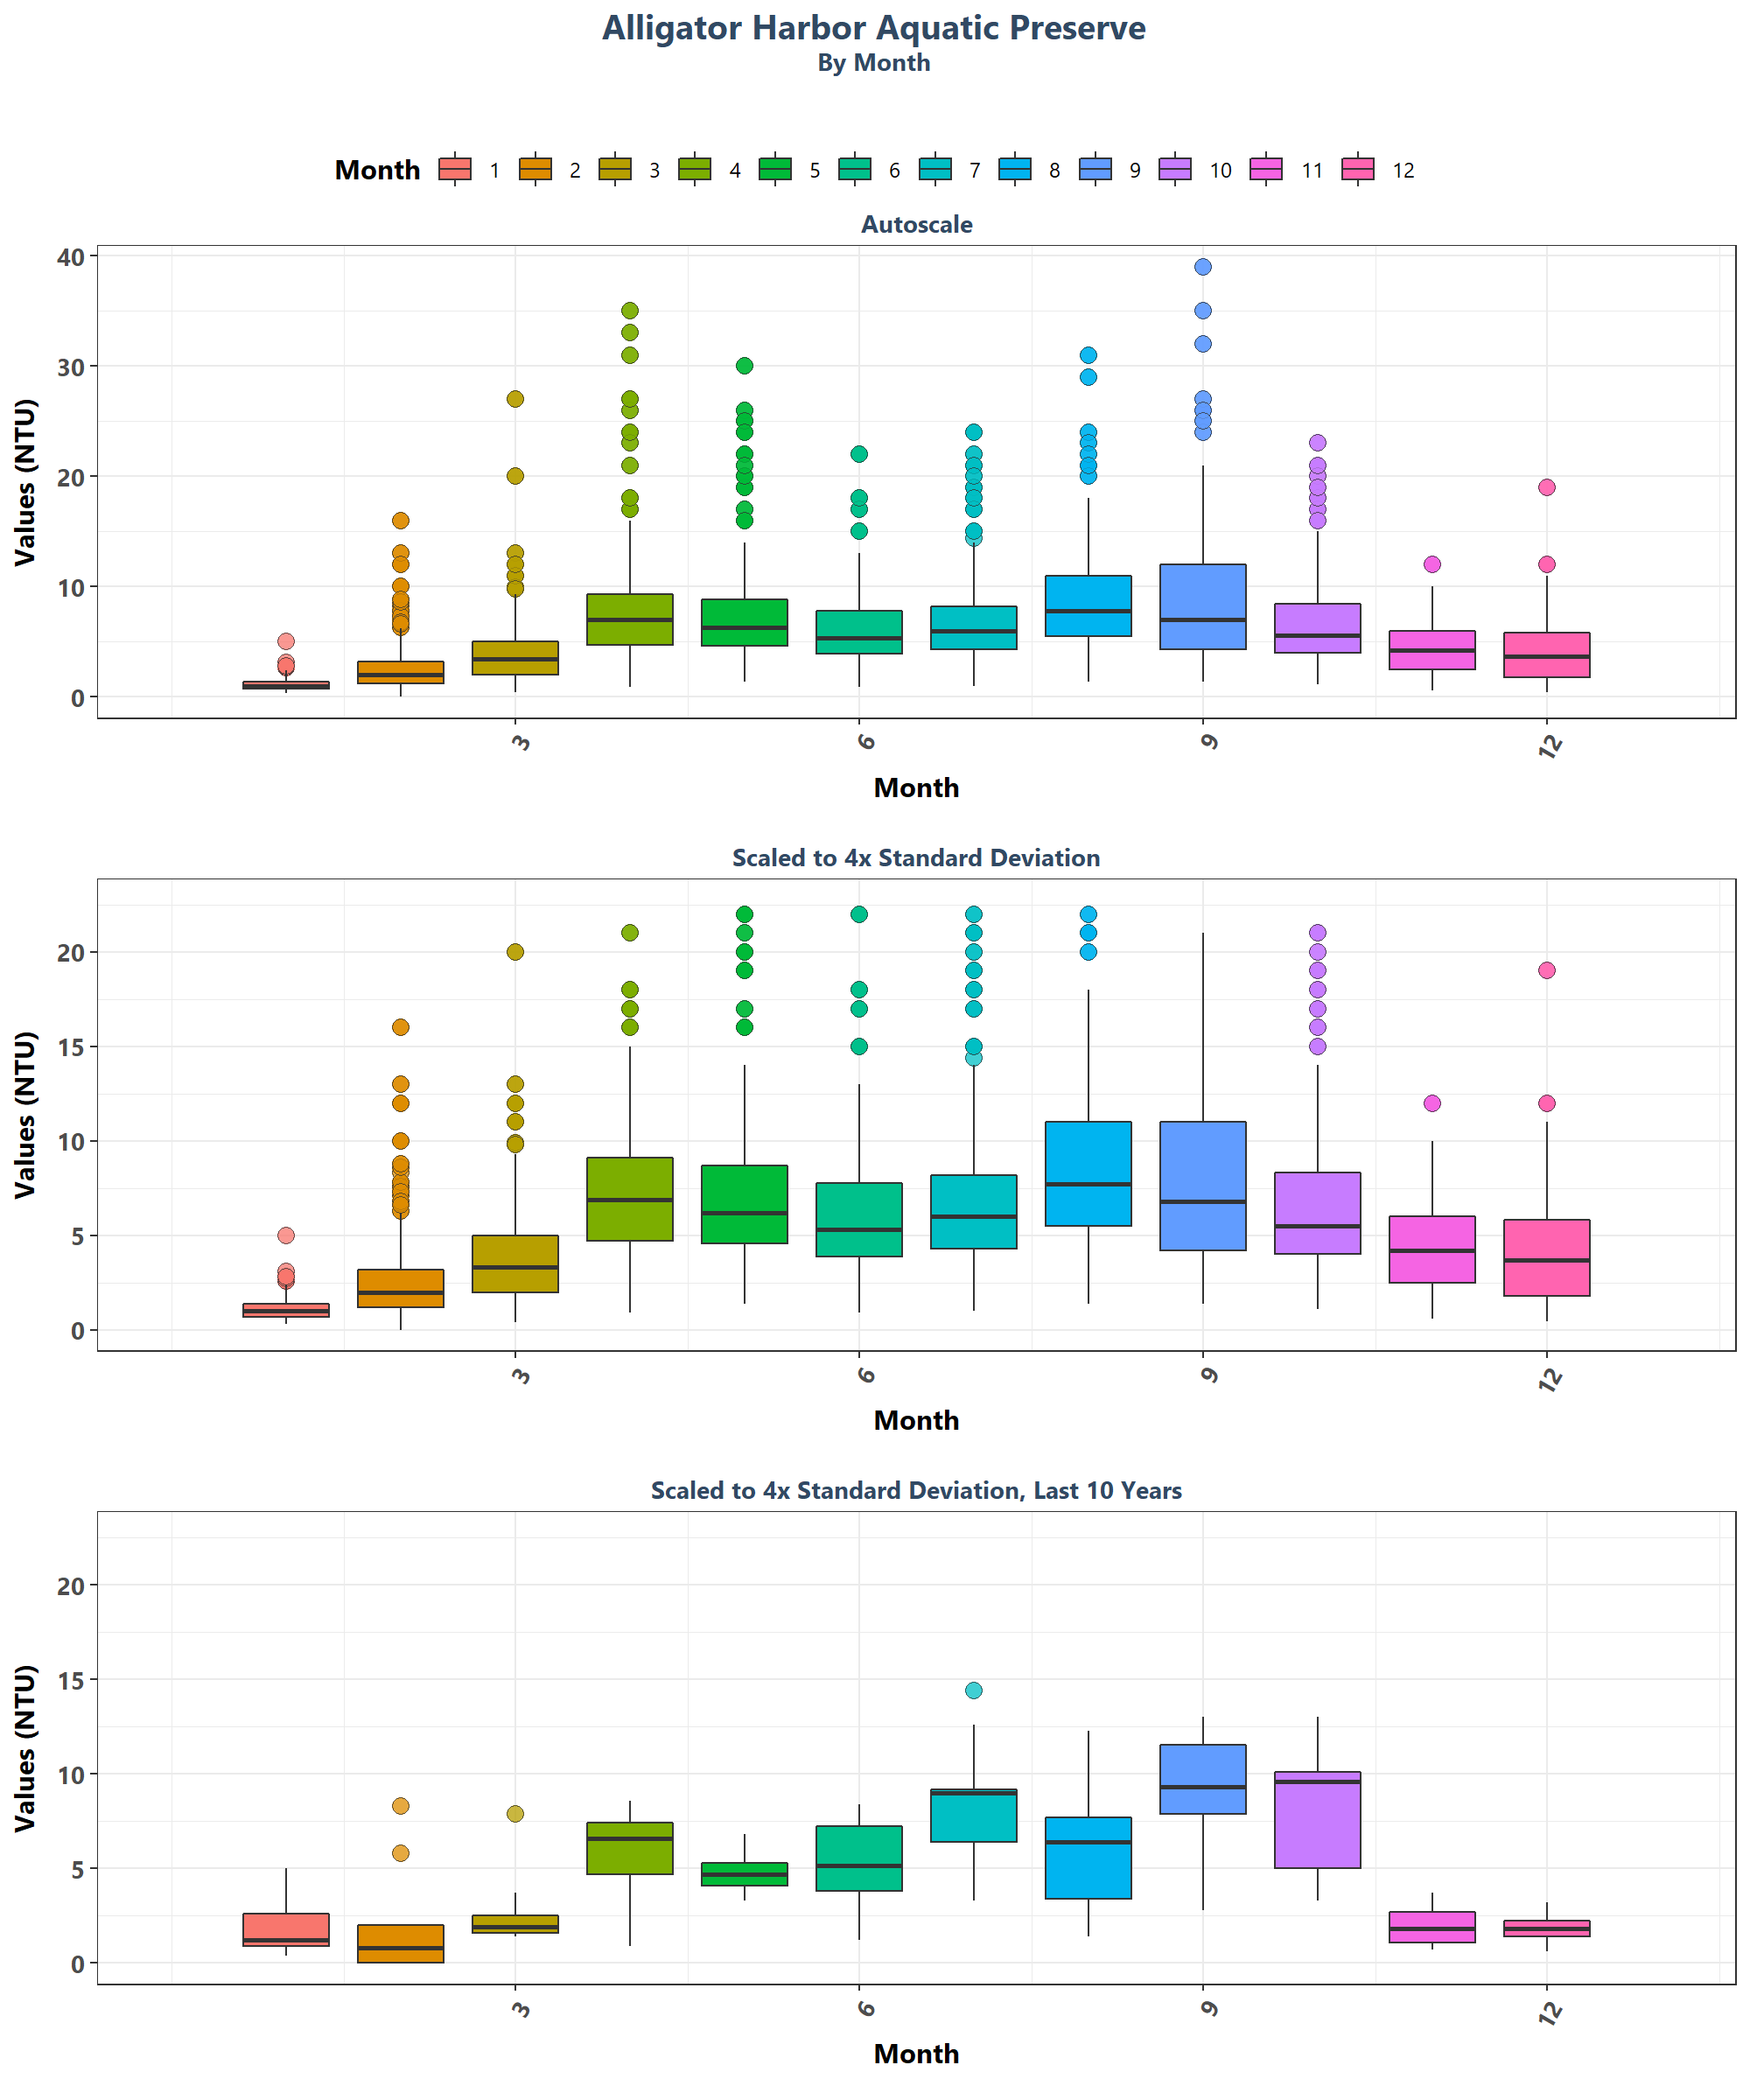 Alligator Harbor Aquatic Preserve
By Month
Month 1 2 3 4 5 6 7 8 9 10 11 12
Autoscale
Values (NTU)
40
30
20
10
0
3 6 9 12
Month
Scaled to 4x Standard Deviation
Values (NTU)
20
15
10
5
0
3 6 9 12
Month
Scaled to 4x Standard Deviation, Last 10 Years
Values (NTU)
20
15
10
5
0
3 6 9 12
Month